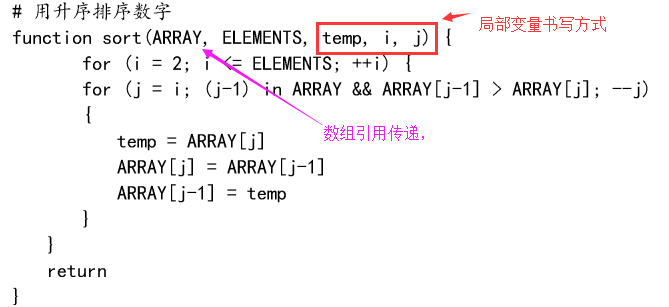 # 用升序排序数字
局部变量书写方式
function sort(ARRAY, ELEMENTS, temp, i, j) {
for (i = 2; i <= ELEMENTS; ++i) {
for (j = i; (j-1) in ARRAY && ARRAY[j-1] > ARRAY[j]; --j)
{
数组引用传递，
temp = ARRAY[j]
ARRAY[j] = ARRAY[j-1]
ARRAY[j-1] = temp
}
}
return
}